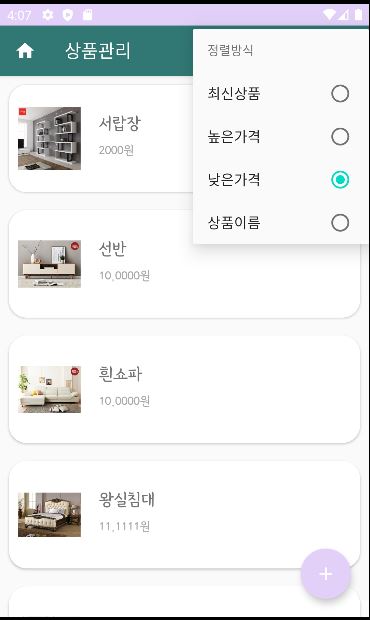 4:07
상품관리
정렬방식
최신상품
높은가격
낮은가격
상품이름
서랍장
2000원
선반
10,0000원
흰쇼파
10,0000원
왕실침대
11,1111원